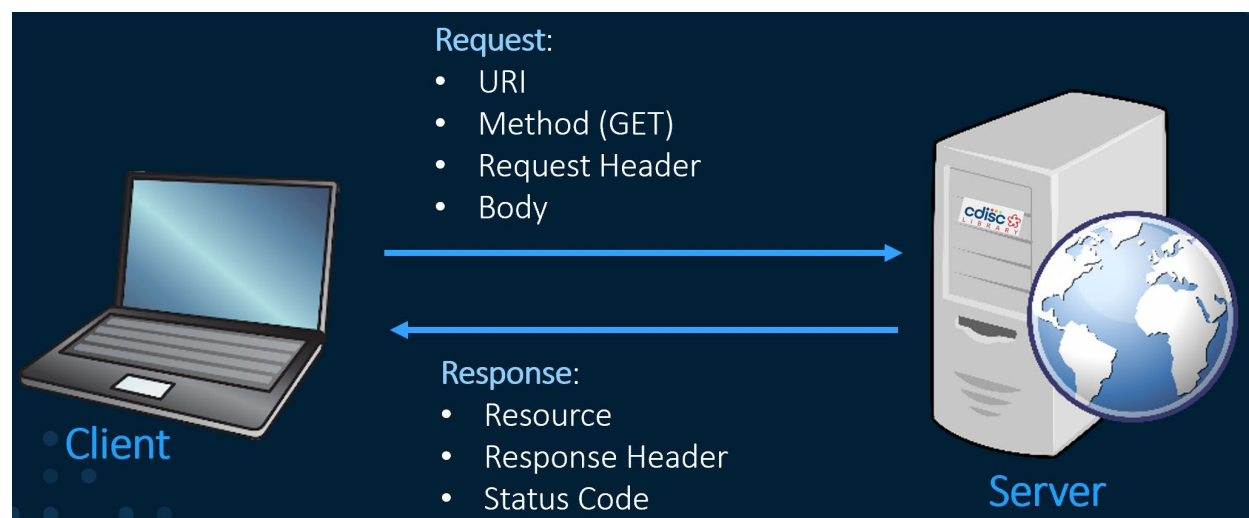 Request:
• URI
• Method (GET)
• Request Header
• Body
cdisc
LIBRARY
Client
Response:
• Resource
• Response Header
• Status Code
Server